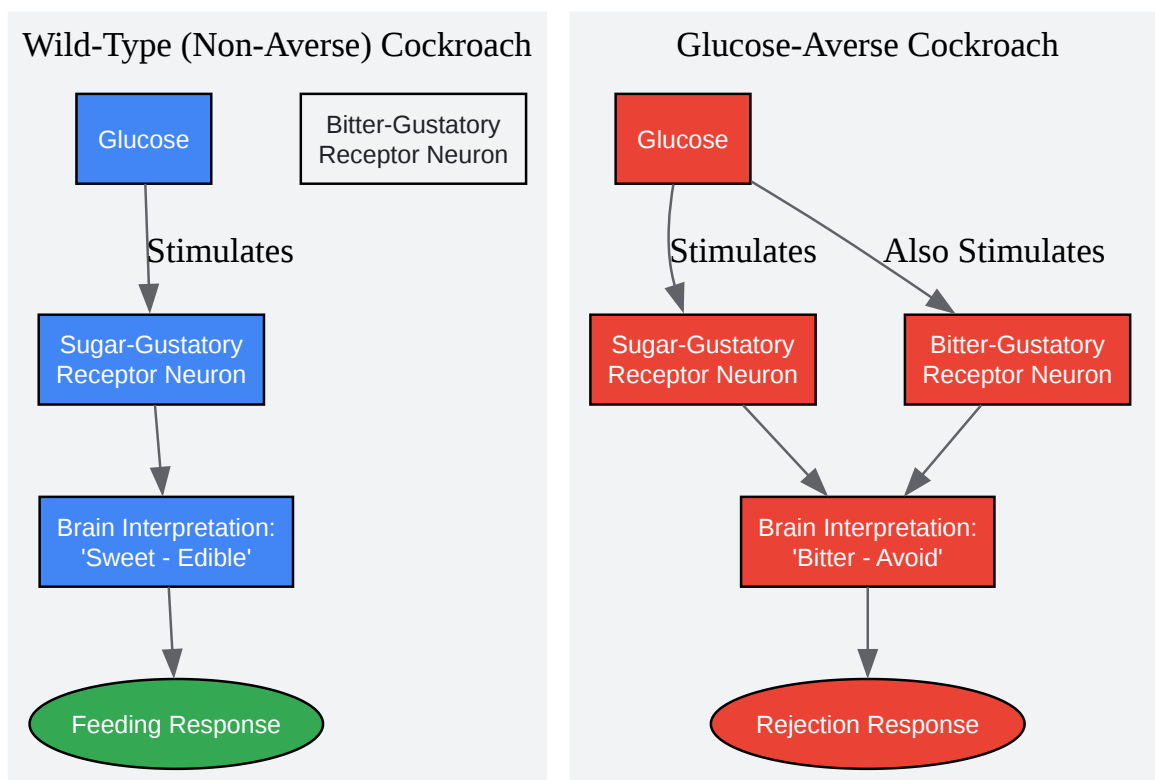 Wild-Type (Non-Averse) Cockroach
Glucose
Bitter-Gustatory
Receptor Neuron
Stimulates
Sugar-Gustatory
Receptor Neuron
Brain Interpretation:
'Sweet - Edible'
Feeding Response
Glucose-Averse Cockroach
Glucose
Stimulates
Also Stimulates
Sugar-Gustatory
Receptor Neuron
Bitter-Gustatory
Receptor Neuron
Brain Interpretation:
'Bitter - Avoid'
Rejection Response